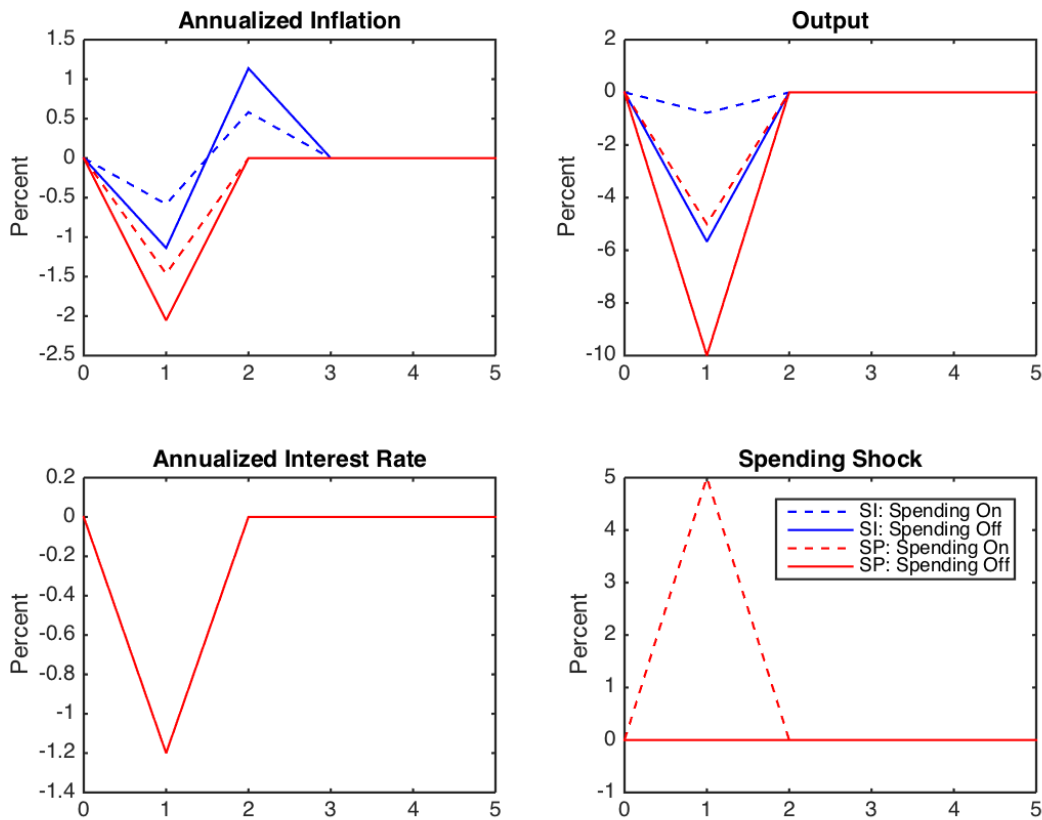 Annualized Inflation
1.5
1
0.5
0
-0.5
-1
-1.5
-2
-2.5
Percent
0 1 2 3 4 5
Output
2
0
-2
-4
-6
-8
-10
Percent
0 1 2 3 4 5
Annualized Interest Rate
0.2
0
-0.2
-0.4
-0.6
-0.8
-1
-1.2
-1.4
Percent
0 1 2 3 4 5
Spending Shock
5
4
3
2
1
0
-1
Percent
SI: Spending On
SI: Spending Off
SP: Spending On
SP: Spending Off
0 1 2 3 4 5